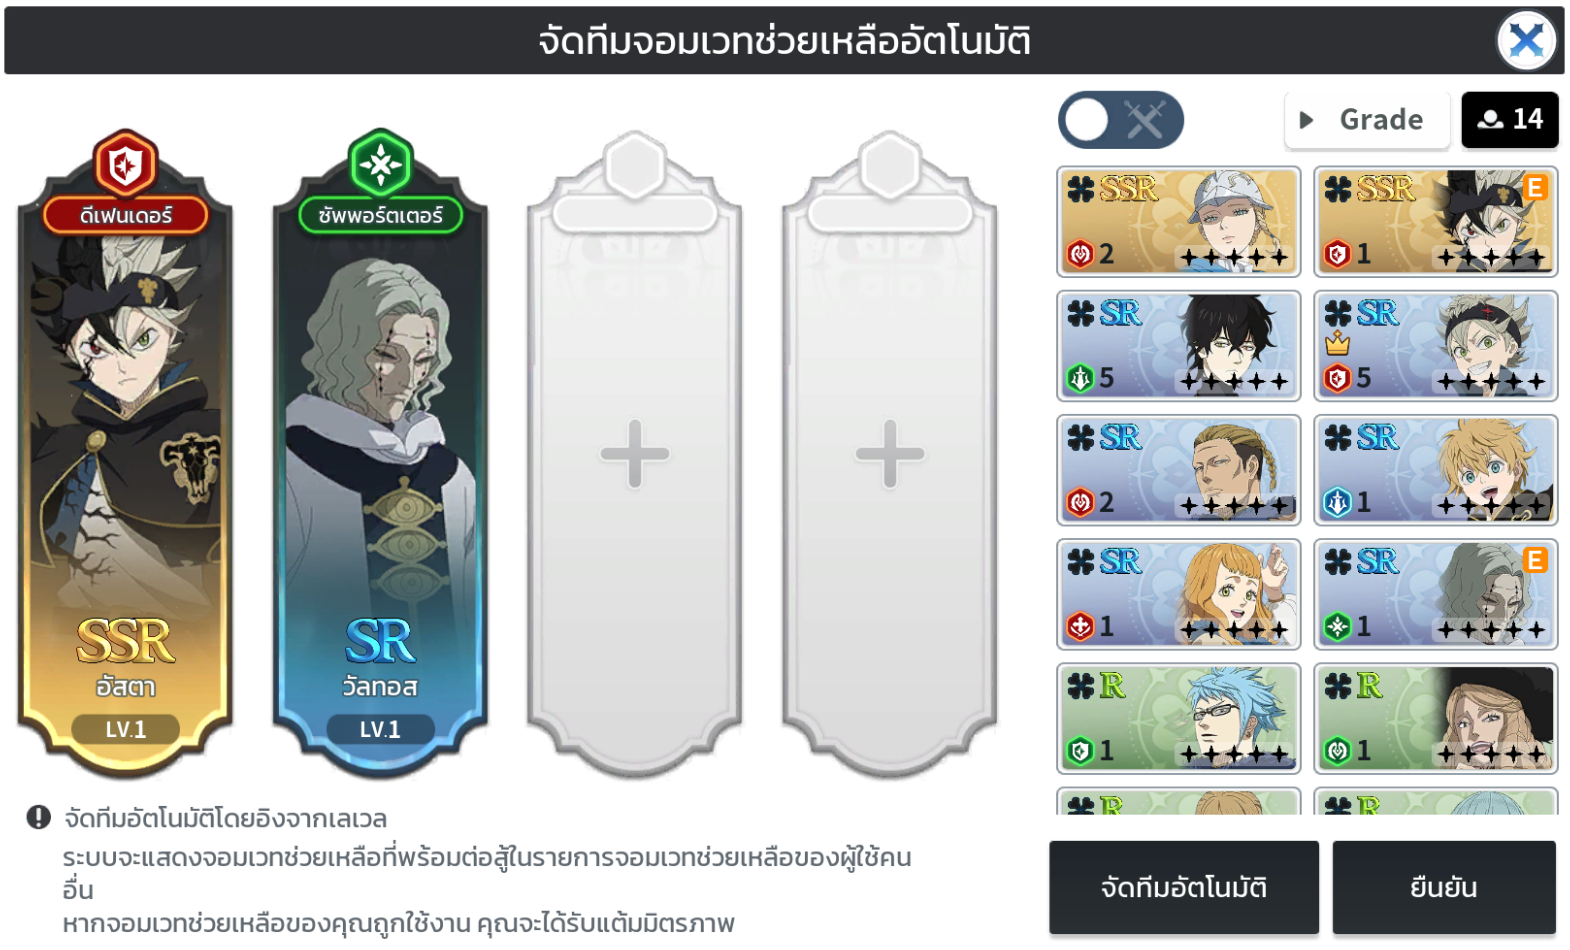 จัดทีมจอมเวทช่วยเหลืออัตโนมัติ
Grade
14
ดีเฟนเดอร์
ซัพพอร์ตเตอร์
SSR
อัสตา
LV.1
SR
วัลทอส
LV.1
SSR
2
SSR
E
1
SR
5
SR
5
SR
2
SR
1
SR
1
SR
E
1
R
1
R
1
R
R
จัดทีมอัตโนมัติโดยอิงจากเลเวล
ระบบจะแสดงจอมเวทช่วยเหลือที่พร้อมต่อสู้ในรายการจอมเวทช่วยเหลือของผู้ใช้คน
อื่น
หากจอมเวทช่วยเหลือของคุณถูกใช้งาน คุณจะได้รับแต้มมิตรภาพ
จัดทีมอัตโนมัติ
ยืนยัน